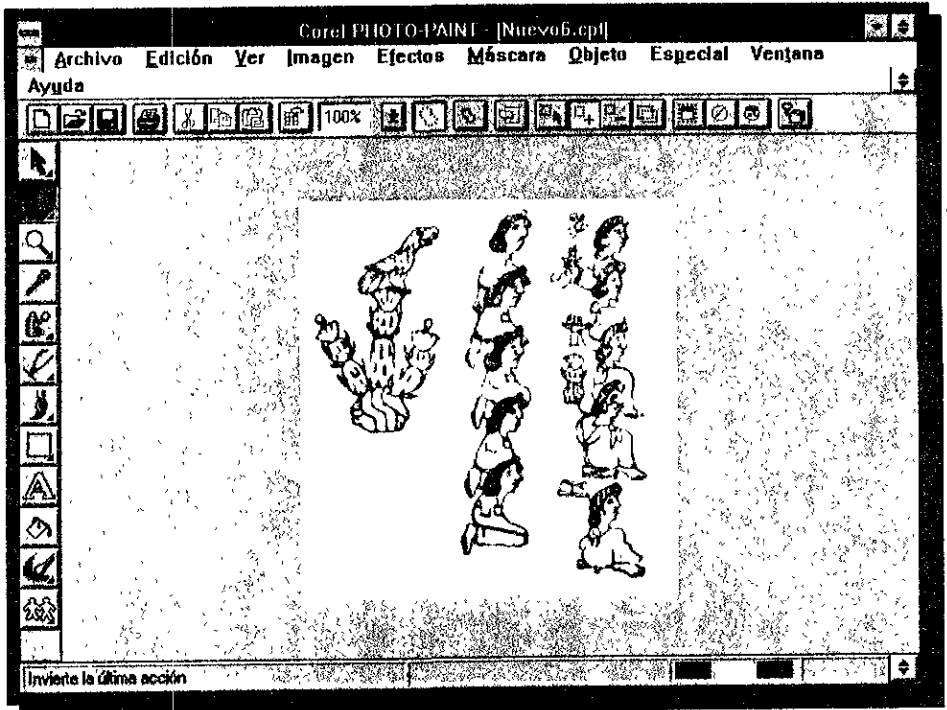 Corel PHOTO-PAINT - [Nuevo6.cpt]
Archivo Edición Ver Imagen Efectos Máscara Objeto Especial Ventana
Ayuda
100%
Invierte la última acción